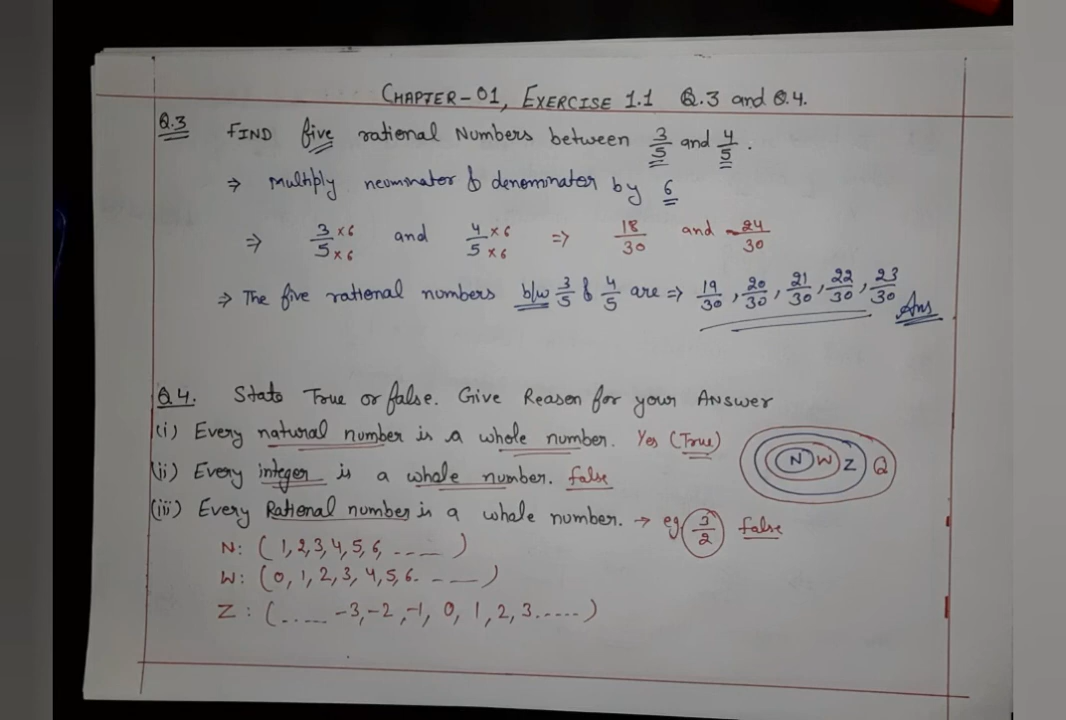 CHAPTER-01, EXERCISE 1.1 Q.3 and Q.4.
Q.3 FIND five rational Numbers between 3/5 and 4/5.
⇒ Multiply neuminator & denominator by 6
⇒ 3×6/5×6 and 4×6/5×6 ⇒ 18/30 and 24/30
⇒ The five rational numbers b/w 3/5 & 4/5 are ⇒ 19/30, 20/30, 21/30, 22/30, 23/30 Ans
Q.4. State True or false. Give Reason for your Answer
(i) Every natural number is a whole number. Yes (True)
N W Z Q
(ii) Every integer is a whole number. false
(iii) Every Rational number is a whole number. → eg 3/2 false
N: (1,2,3,4,5,6, ......)
W: (0,1,2,3,4,5,6. ......)
Z: (...... -3,-2,-1, 0, 1, 2, 3......)